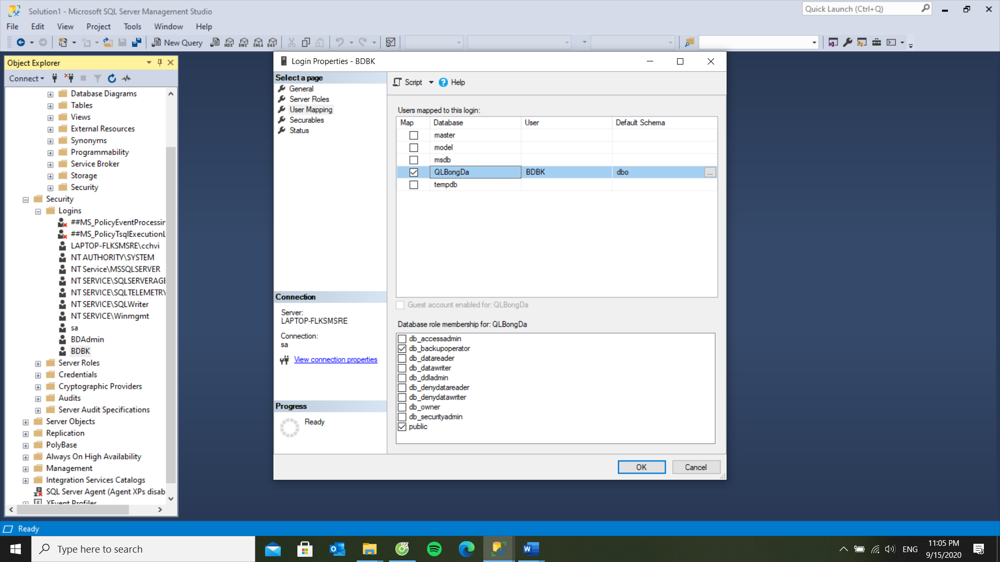 Solution1 - Microsoft SQL Server Management Studio
Quick Launch (Ctrl+Q)
File Edit View Project Tools Window Help
New Query MDX DMX XMLA DAX
Object Explorer
Connect
Database Diagrams
Tables
Views
External Resources
Synonyms
Programmability
Service Broker
Storage
Security
Security
Logins
##MS_PolicyEventProcessin
##MS_PolicyTsqlExecutionL
LAPTOP-FLKSMSRE\cchvi
NT AUTHORITY\SYSTEM
NT Service\MSSQLSERVER
NT SERVICE\SQLSERVERAGE
NT SERVICE\SQLTELEMETRY
NT SERVICE\SQLWriter
NT SERVICE\Winmgmt
sa
BDAdmin
BDBK
Server Roles
Credentials
Cryptographic Providers
Audits
Server Audit Specifications
Server Objects
Replication
PolyBase
Always On High Availability
Management
Integration Services Catalogs
SQL Server Agent (Agent XPs disab
XEvent Profiler
Login Properties - BDBK
Select a page
General
Server Roles
User Mapping
Securables
Status
Connection
Server:
LAPTOP-FLKSMSRE
Connection:
sa
View connection properties
Progress
Ready
Script Help
Users mapped to this login:
Map Database User Default Schema
master
model
msdb
QLBongDa BDBK dbo ...
tempdb
Guest account enabled for: QLBongDa
Database role membership for: QLBongDa
db_accessadmin
db_backupoperator
db_datareader
db_datawriter
db_ddladmin
db_denydatareader
db_denydatawriter
db_owner
db_securityadmin
public
OK Cancel
Ready
Type here to search
ENG
11:05 PM
9/15/2020